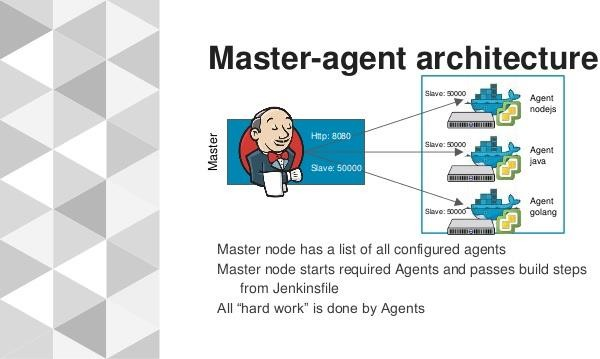 Master-agent architecture
Master
Http: 8080
Slave: 50000
Slave: 50000
Agent
nodejs
Slave: 50000
Agent
java
Slave: 50000
Agent
golang
Master node has a list of all configured agents
Master node starts required Agents and passes build steps
from Jenkinsfile
All “hard work” is done by Agents